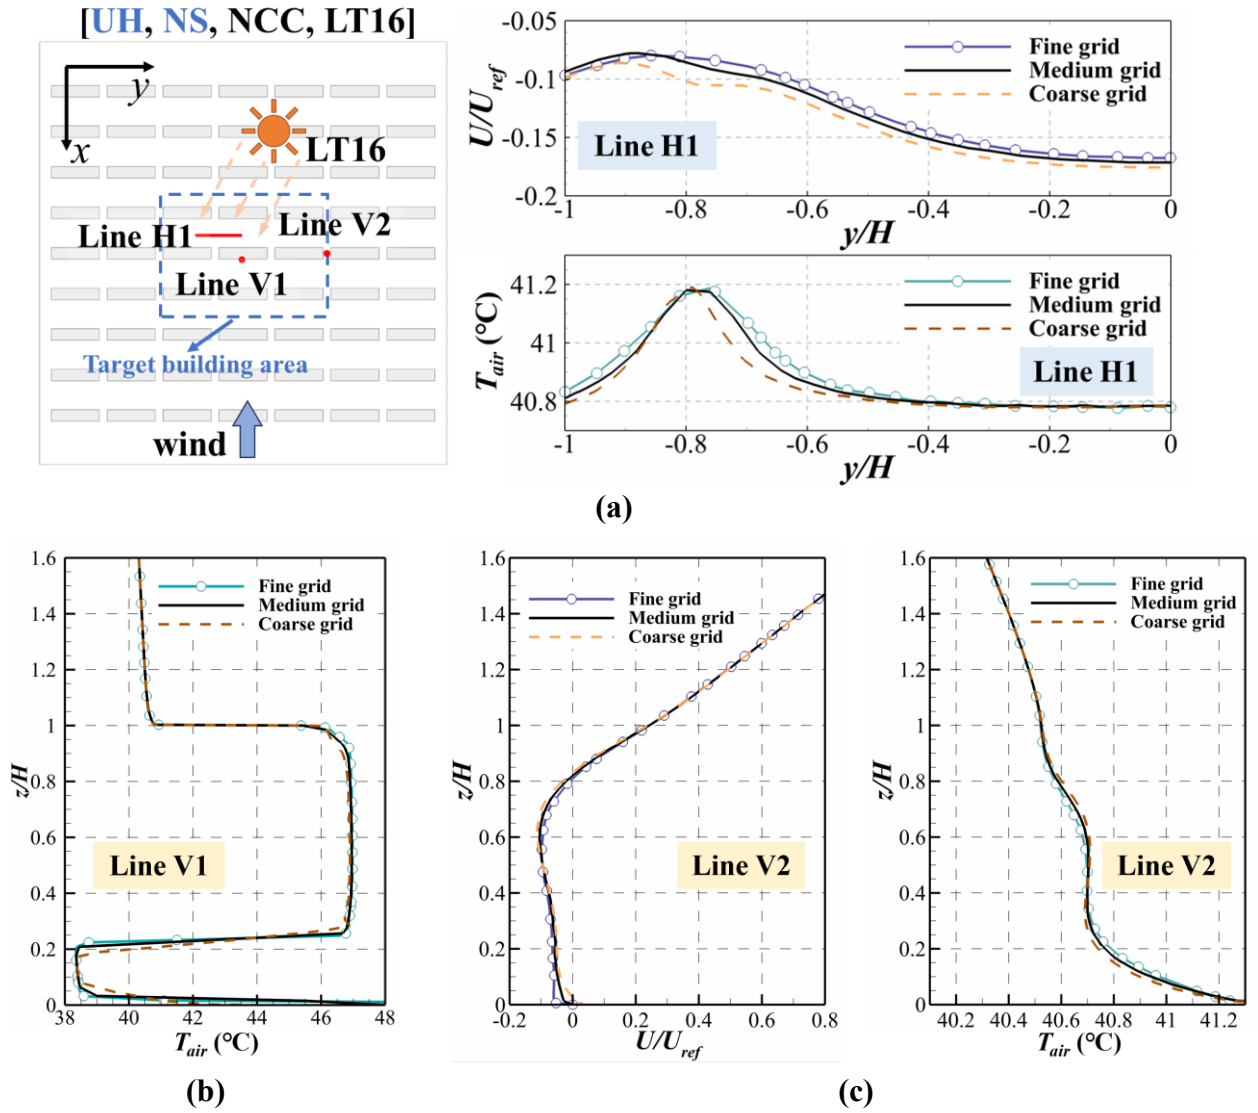 [UH, NS, NCC, LT16]
y
x
LT16
Line H1
Line V2
Line V1
Target building area
wind
-0.05
-0.1
-0.15
-0.2
U/U_ref
Fine grid
Medium grid
Coarse grid
Line H1
-1 -0.8 -0.6 -0.4 -0.2 0
y/H
41.2
41
40.8
T_air (°C)
Fine grid
Medium grid
Coarse grid
Line H1
-1 -0.8 -0.6 -0.4 -0.2 0
y/H
(a)
1.6
1.4
1.2
1
0.8
0.6
0.4
0.2
0
z/H
Fine grid
Medium grid
Coarse grid
Line V1
38 40 42 44 46 48
T_air (°C)
(b)
1.6
1.4
1.2
1
0.8
0.6
0.4
0.2
0
z/H
Fine grid
Medium grid
Coarse grid
Line V2
-0.2 0 0.2 0.4 0.6 0.8
U/U_ref
1.6
1.4
1.2
1
0.8
0.6
0.4
0.2
0
z/H
Fine grid
Medium grid
Coarse grid
Line V2
40.2 40.4 40.6 40.8 41 41.2
T_air (°C)
(c)